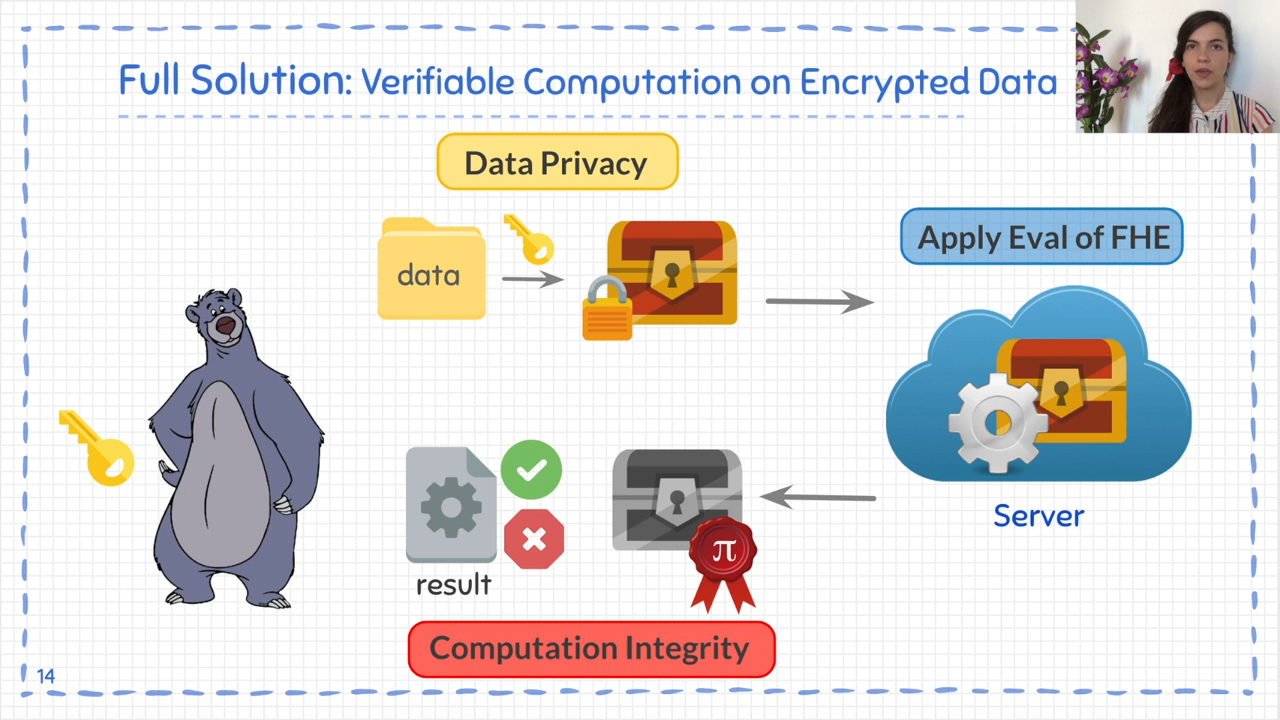 Full Solution: Verifiable Computation on Encrypted Data
Data Privacy
Apply Eval of FHE
data
Server
π
result
Computation Integrity
14